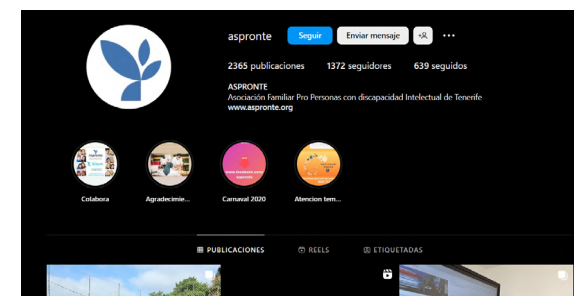 aspronte Seguir Enviar mensaje
2365 publicaciones 1372 seguidores 639 seguidos
ASPRONTE
Asociación Familiar Pro Personas con discapacidad Intelectual de Tenerife
www.aspronte.org
Colabora Agradecimie... Carnaval 2020 Atencion tem...
PUBLICACIONES REELS ETIQUETADAS